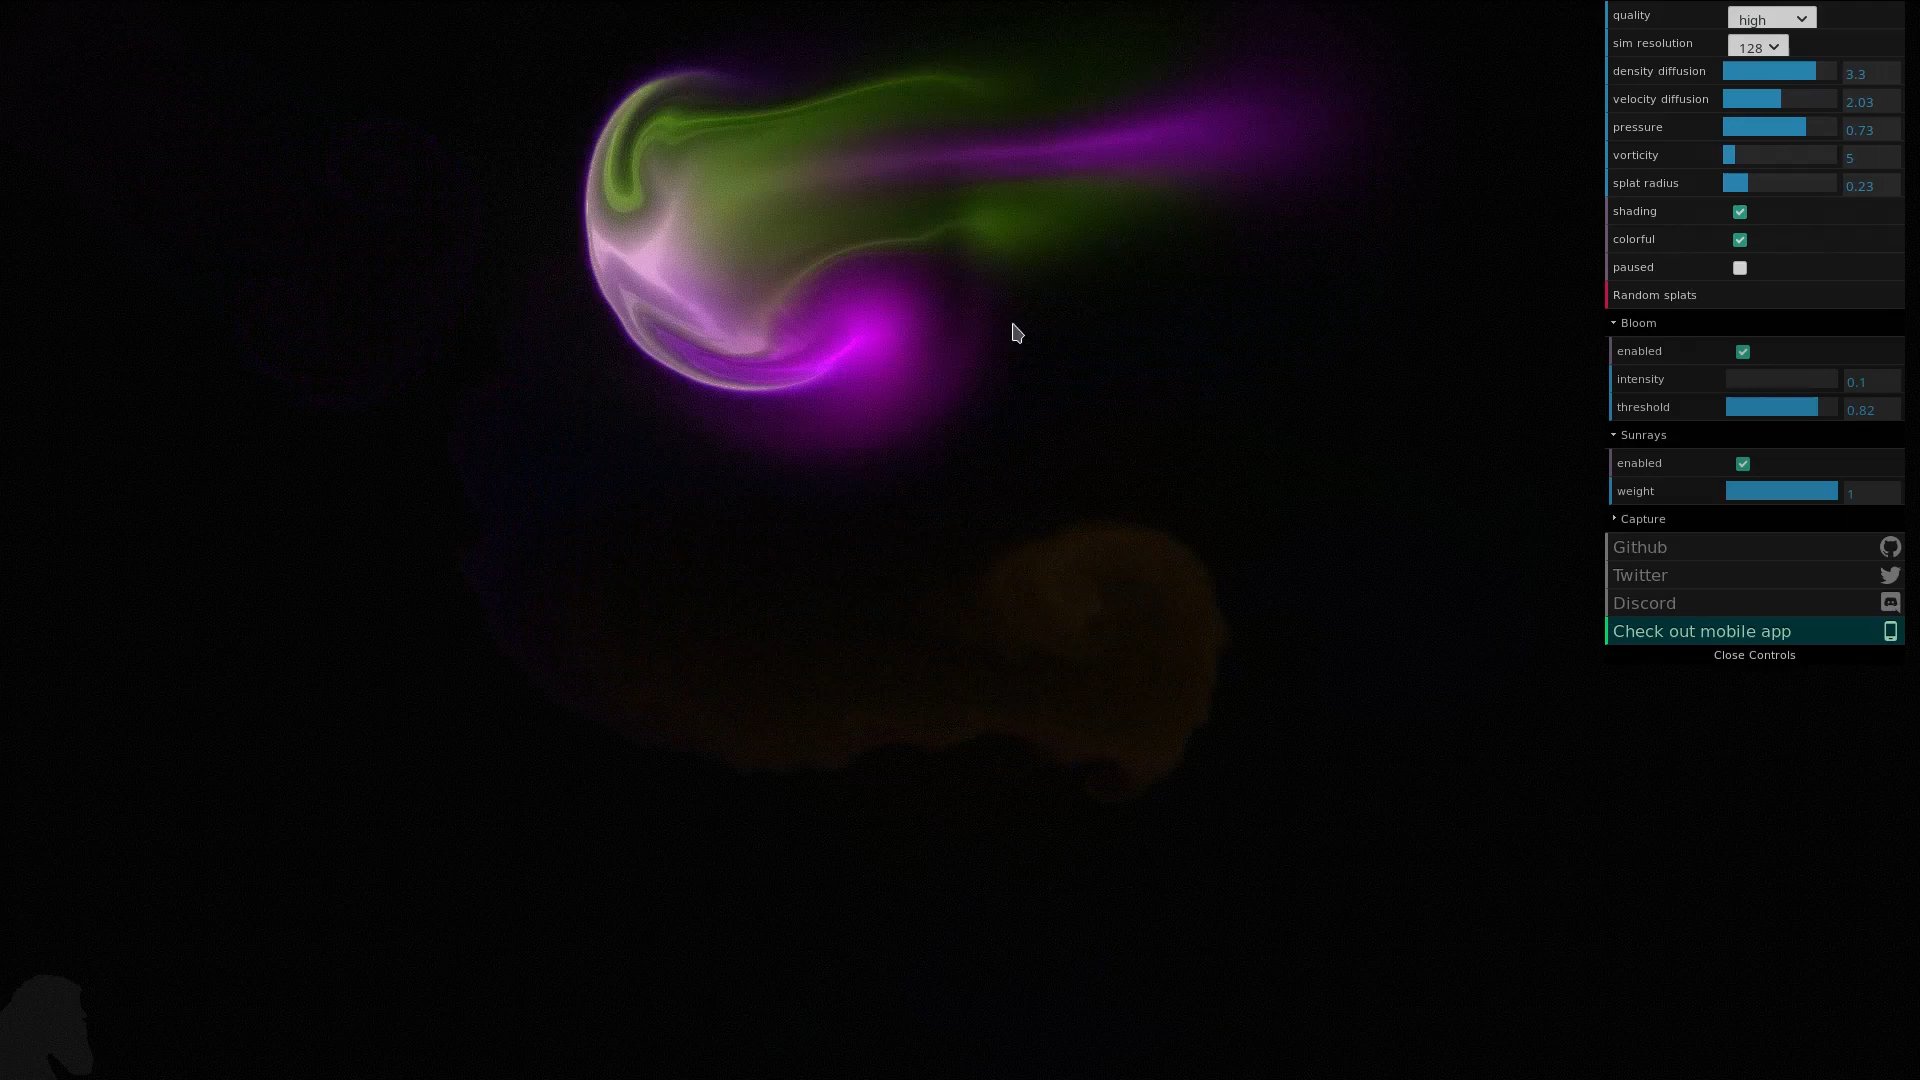 quality high
sim resolution 128
density diffusion 3.3
velocity diffusion 2.03
pressure 0.73
vorticity 5
splat radius 0.23
shading
colorful
paused
Random splats
Bloom
enabled
intensity 0.1
threshold 0.82
Sunrays
enabled
weight 1
Capture
Github
Twitter
Discord
Check out mobile app
Close Controls